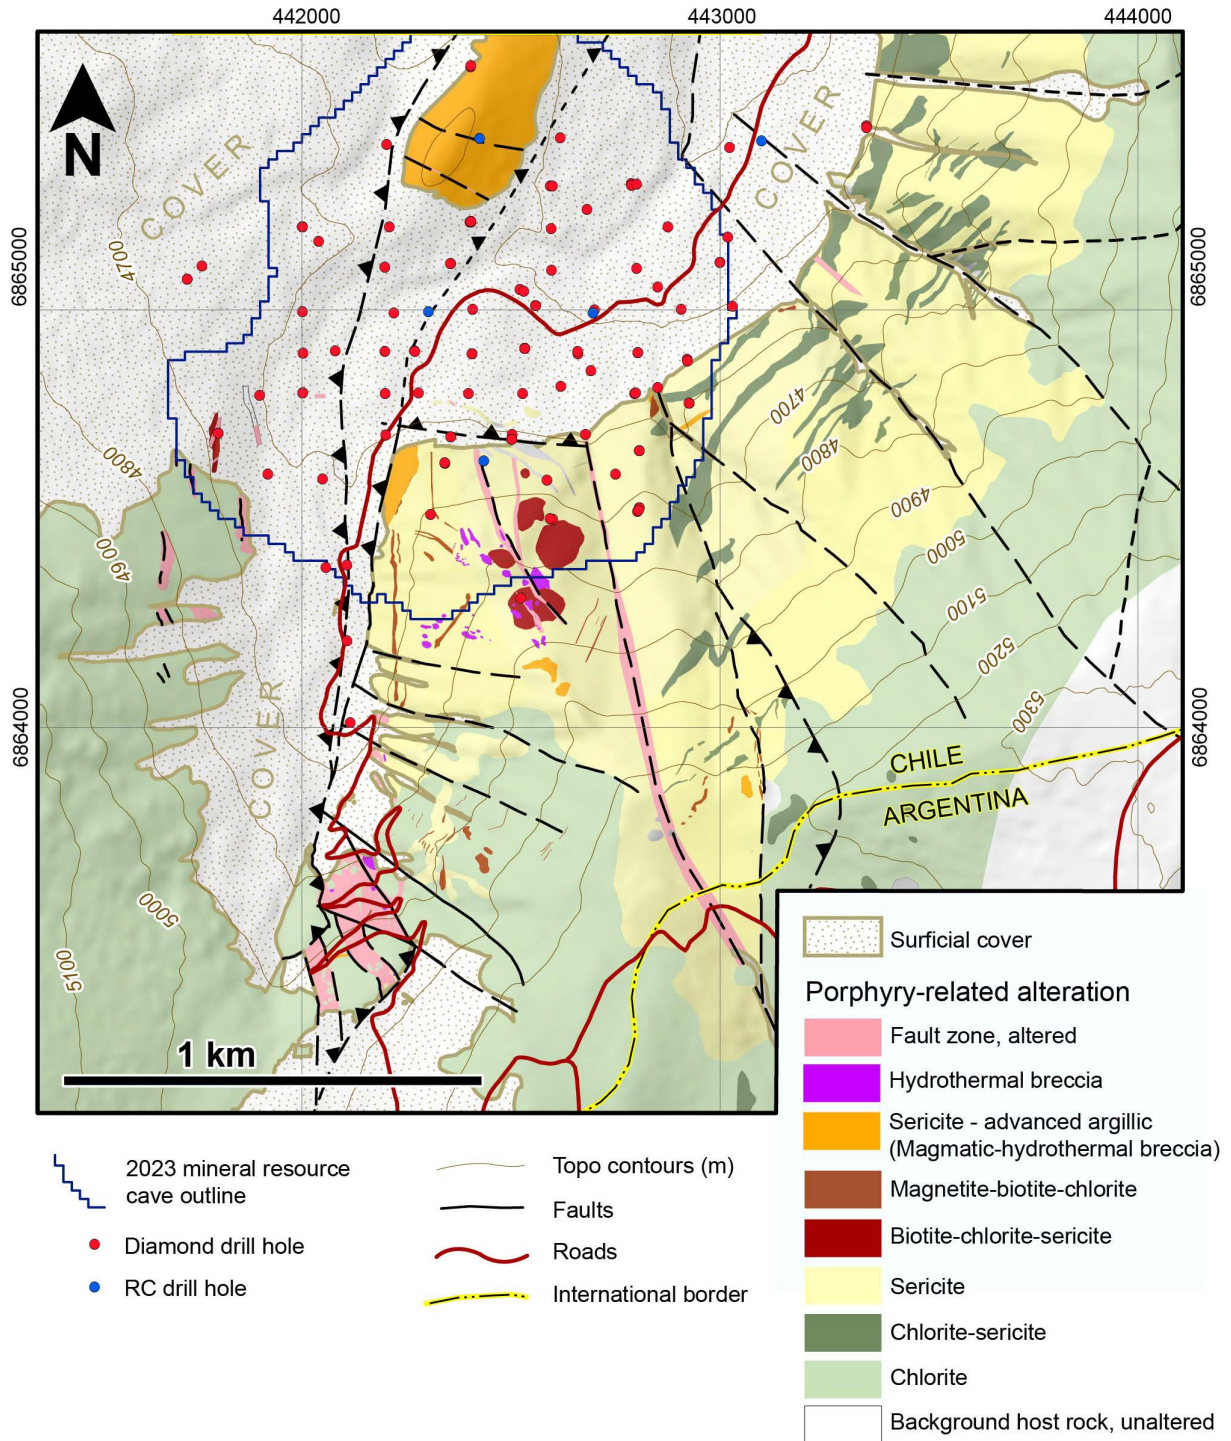 442000
443000
444000
N
COVER
COVER
4700
6865000
6865000
4700
4800
4800
4900
4900
5000
5100
5200
5300
COVER
6864000
6864000
CHILE
ARGENTINA
5000
5100
1 km
Surficial cover
Porphyry-related alteration
Fault zone, altered
Hydrothermal breccia
Sericite - advanced argillic
(Magmatic-hydrothermal breccia)
Magnetite-biotite-chlorite
Biotite-chlorite-sericite
Sericite
Chlorite-sericite
Chlorite
Background host rock, unaltered
2023 mineral resource
cave outline
Diamond drill hole
RC drill hole
Topo contours (m)
Faults
Roads
International border